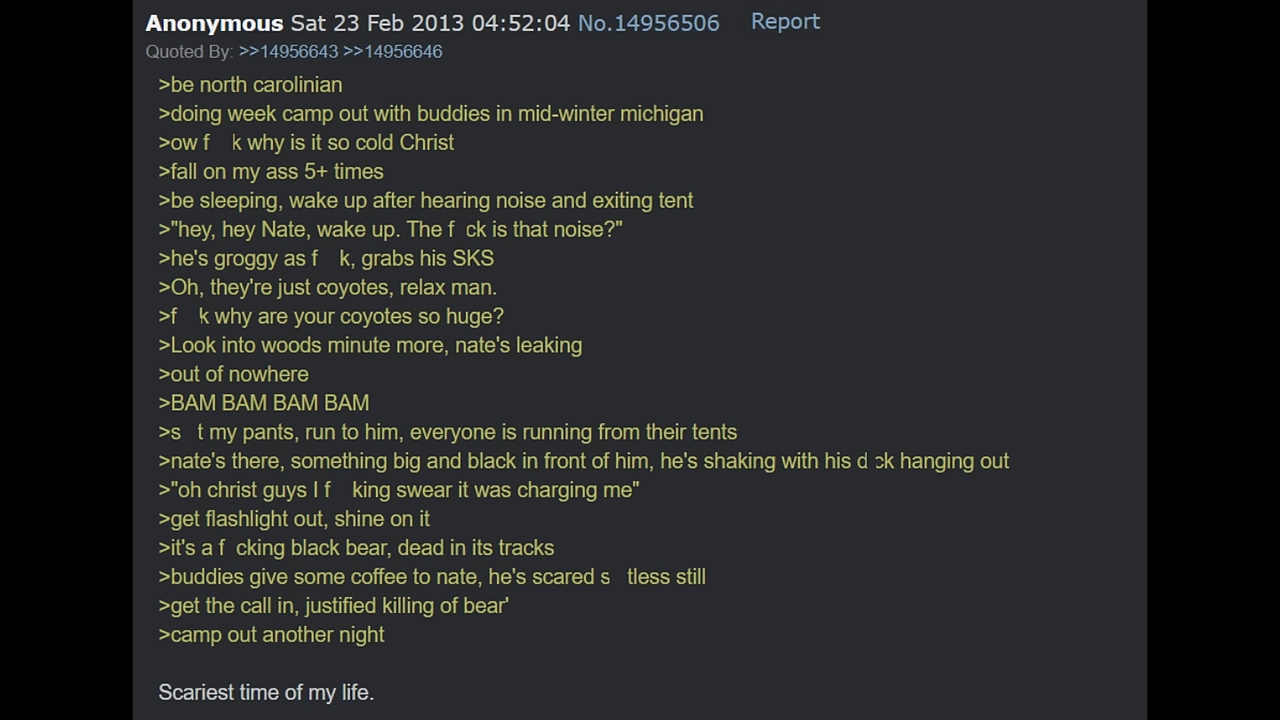 Anonymous Sat 23 Feb 2013 04:52:04 No.14956506 Report
Quoted By: >>14956643 >>14956646
>be north carolinian
>doing week camp out with buddies in mid-winter michigan
>ow f k why is it so cold Christ
>fall on my ass 5+ times
>be sleeping, wake up after hearing noise and exiting tent
>"hey, hey Nate, wake up. The f ck is that noise?"
>he's groggy as f k, grabs his SKS
>Oh, they're just coyotes, relax man.
>f k why are your coyotes so huge?
>Look into woods minute more, nate's leaking
>out of nowhere
>BAM BAM BAM BAM
>s t my pants, run to him, everyone is running from their tents
>nate's there, something big and black in front of him, he's shaking with his d ck hanging out
>"oh christ guys I f king swear it was charging me"
>get flashlight out, shine on it
>it's a f cking black bear, dead in its tracks
>buddies give some coffee to nate, he's scared s tless still
>get the call in, justified killing of bear'
>camp out another night
Scariest time of my life.